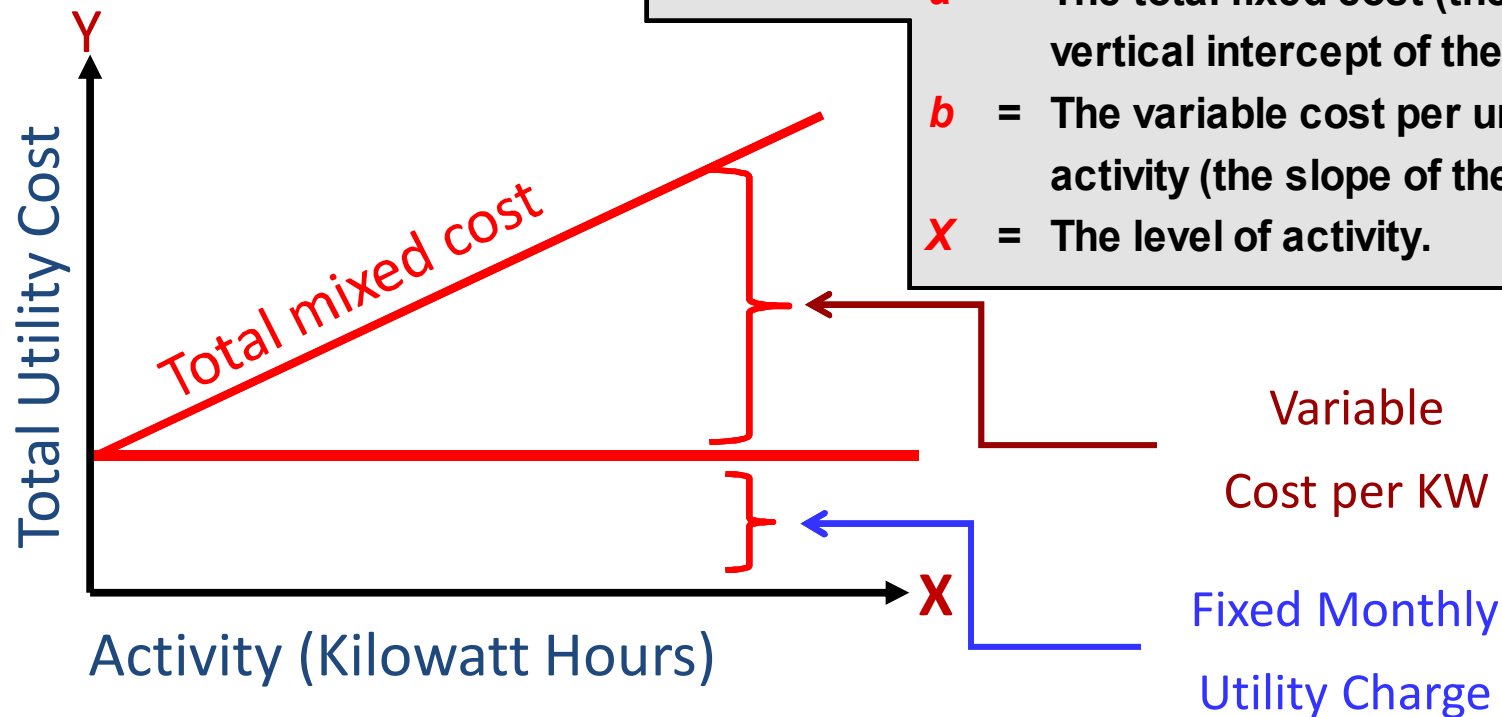 Y
Total Utility Cost
Total mixed cost
vertical intercept of the
b = The variable cost per
activity (the slope of the
X = The level of activity.
Variable
Cost per KW
X
Fixed Monthly
Utility Charge
Activity (Kilowatt Hours)